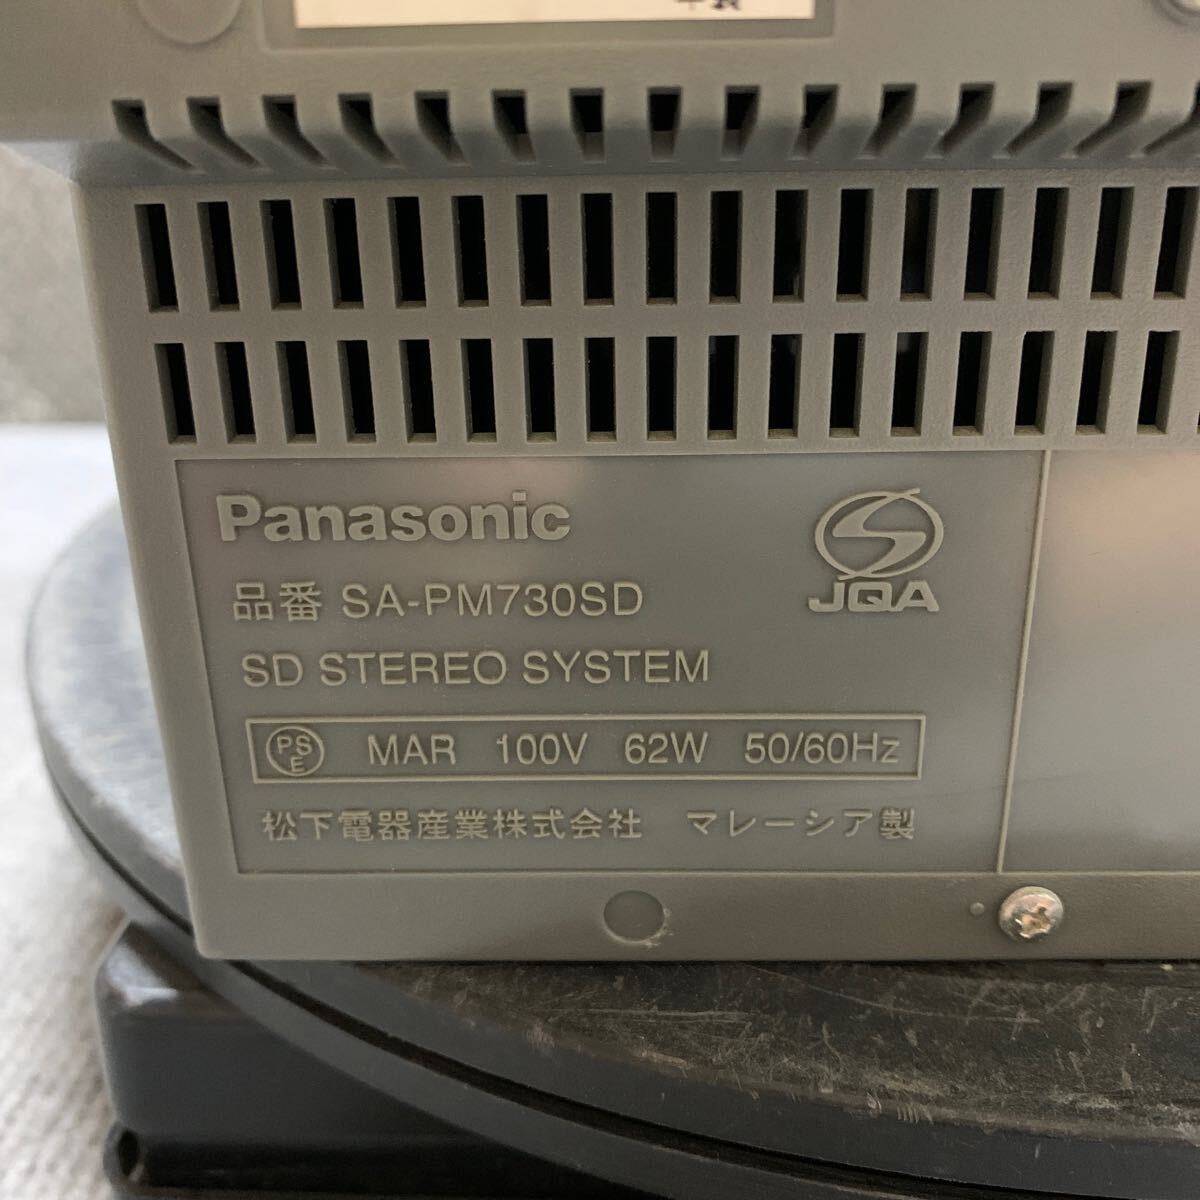 Panasonic
JQA
品番 SA-PM730SD
SD STEREO SYSTEM
PSE MAR 100V 62W 50/60Hz
松下電器産業株式会社 マレーシア製